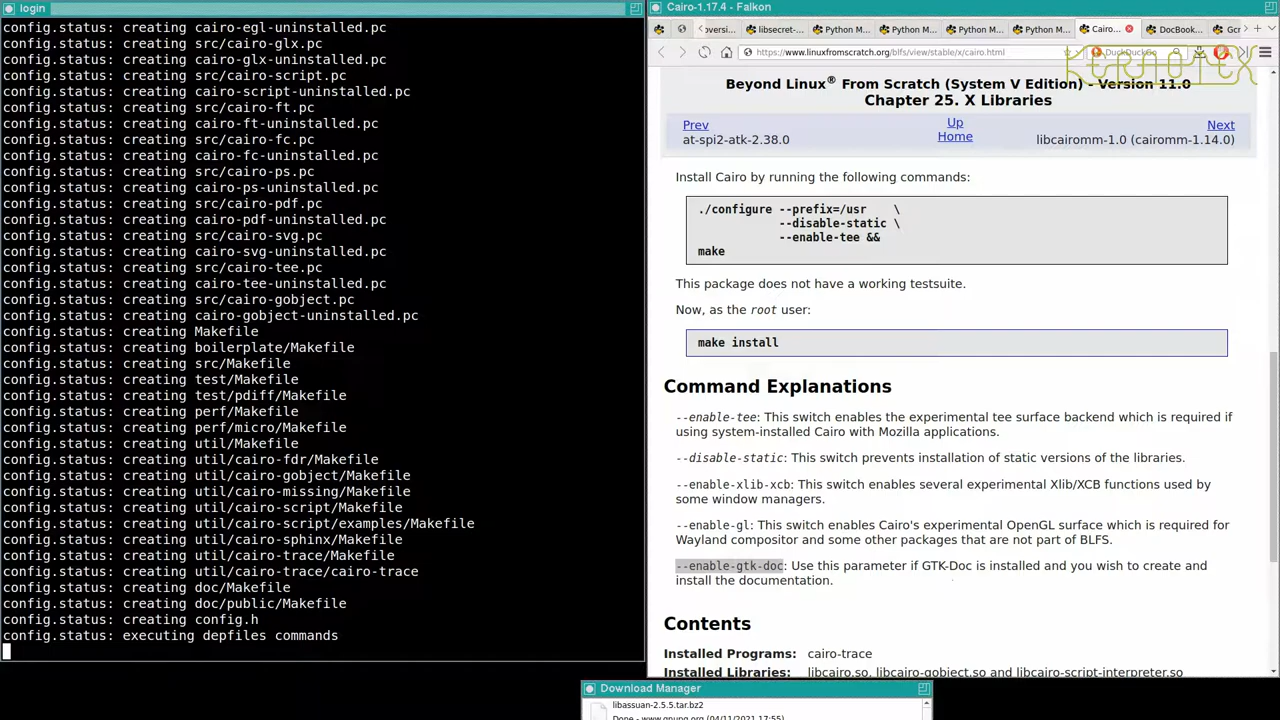 login
config.status: creating cairo-egl-uninstalled.pc
config.status: creating src/cairo-glx.pc
config.status: creating cairo-glx-uninstalled.pc
config.status: creating src/cairo-script.pc
config.status: creating cairo-script-uninstalled.pc
config.status: creating src/cairo-ft.pc
config.status: creating cairo-ft-uninstalled.pc
config.status: creating src/cairo-fc.pc
config.status: creating cairo-fc-uninstalled.pc
config.status: creating src/cairo-ps.pc
config.status: creating cairo-ps-uninstalled.pc
config.status: creating src/cairo-pdf.pc
config.status: creating cairo-pdf-uninstalled.pc
config.status: creating src/cairo-svg.pc
config.status: creating cairo-svg-uninstalled.pc
config.status: creating src/cairo-tee.pc
config.status: creating cairo-tee-uninstalled.pc
config.status: creating src/cairo-gobject.pc
config.status: creating cairo-gobject-uninstalled.pc
config.status: creating Makefile
config.status: creating boilerplate/Makefile
config.status: creating src/Makefile
config.status: creating test/Makefile
config.status: creating test/pdiff/Makefile
config.status: creating perf/Makefile
config.status: creating perf/micro/Makefile
config.status: creating util/Makefile
config.status: creating util/cairo-fdr/Makefile
config.status: creating util/cairo-gobject/Makefile
config.status: creating util/cairo-missing/Makefile
config.status: creating util/cairo-script/Makefile
config.status: creating util/cairo-script/examples/Makefile
config.status: creating util/cairo-sphinx/Makefile
config.status: creating util/cairo-trace/Makefile
config.status: creating util/cairo-trace/cairo-trace
config.status: creating doc/Makefile
config.status: creating doc/public/Makefile
config.status: creating config.h
config.status: executing depfiles commands
Cairo-1.17.4 - Falkon
oversi... libsecret-... Python M... Python M... Python M... Python M... Cairo... DocBook... Gcr
https://www.linuxfromscratch.org/blfs/view/stable/x/cairo.html DuckDuckGo
KERNOTEX
Beyond Linux® From Scratch (System V Edition) - Version 11.0
Chapter 25. X Libraries
Prev Up Next
at-spi2-atk-2.38.0 Home libcairomm-1.0 (cairomm-1.14.0)
Install Cairo by running the following commands:
./configure --prefix=/usr \
--disable-static \
--enable-tee &&
make
This package does not have a working testsuite.
Now, as the root user:
make install
Command Explanations
--enable-tee: This switch enables the experimental tee surface backend which is required if
using system-installed Cairo with Mozilla applications.
--disable-static: This switch prevents installation of static versions of the libraries.
--enable-xlib-xcb: This switch enables several experimental Xlib/XCB functions used by
some window managers.
--enable-gl: This switch enables Cairo's experimental OpenGL surface which is required for
Wayland compositor and some other packages that are not part of BLFS.
--enable-gtk-doc: Use this parameter if GTK-Doc is installed and you wish to create and
install the documentation.
Contents
Installed Programs: cairo-trace
Installed Libraries: libcairo.so, libcairo-gobject.so and libcairo-script-interpreter.so
Download Manager
libassuan-2.5.5.tar.bz2
Done - www.gnupg.org (04/11/2021 17:55)